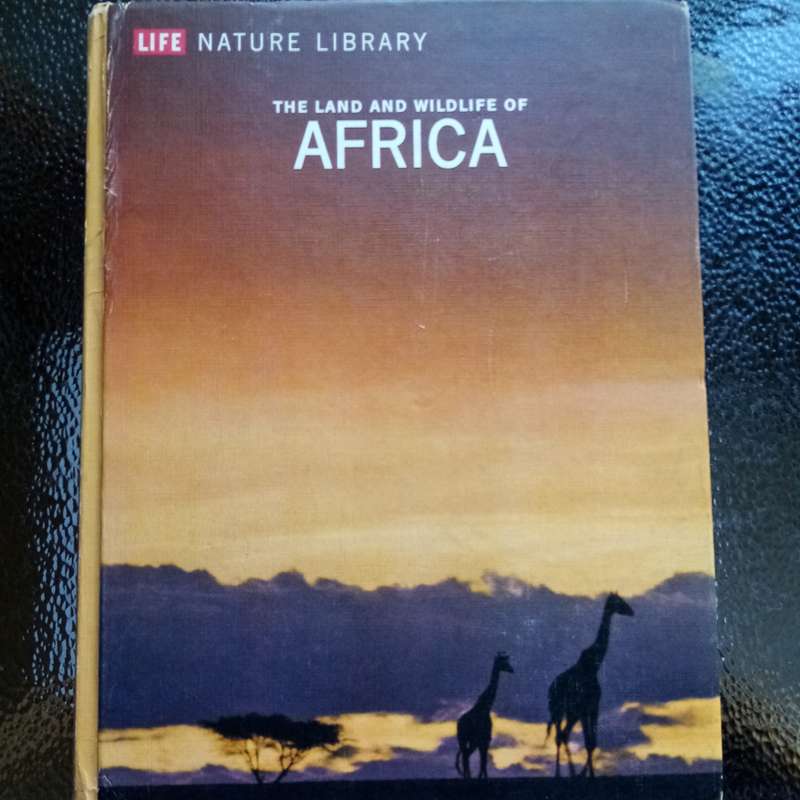 LIFE NATURE LIBRARY
THE LAND AND WILDLIFE OF
AFRICA